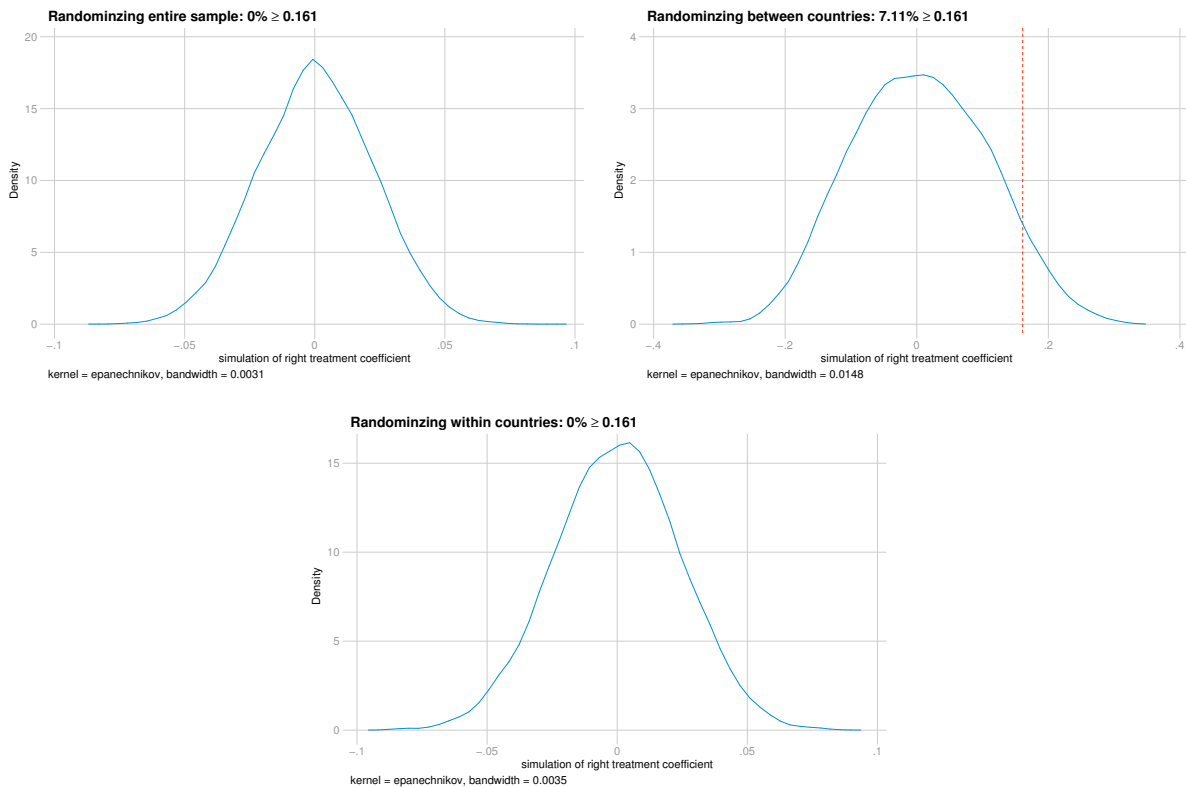 Randominzing entire sample: 0% ≥ 0.161
20
15
10
5
0
Density
−.1
−.05
0
.05
.1
simulation of right treatment coefficient
kernel = epanechnikov, bandwidth = 0.0031
Randominzing between countries: 7.11% ≥ 0.161
4
3
2
1
0
Density
−.4
−.2
0
.2
.4
simulation of right treatment coefficient
kernel = epanechnikov, bandwidth = 0.0148
Randominzing within countries: 0% ≥ 0.161
15
10
5
0
Density
−.1
−.05
0
.05
.1
simulation of right treatment coefficient
kernel = epanechnikov, bandwidth = 0.0035